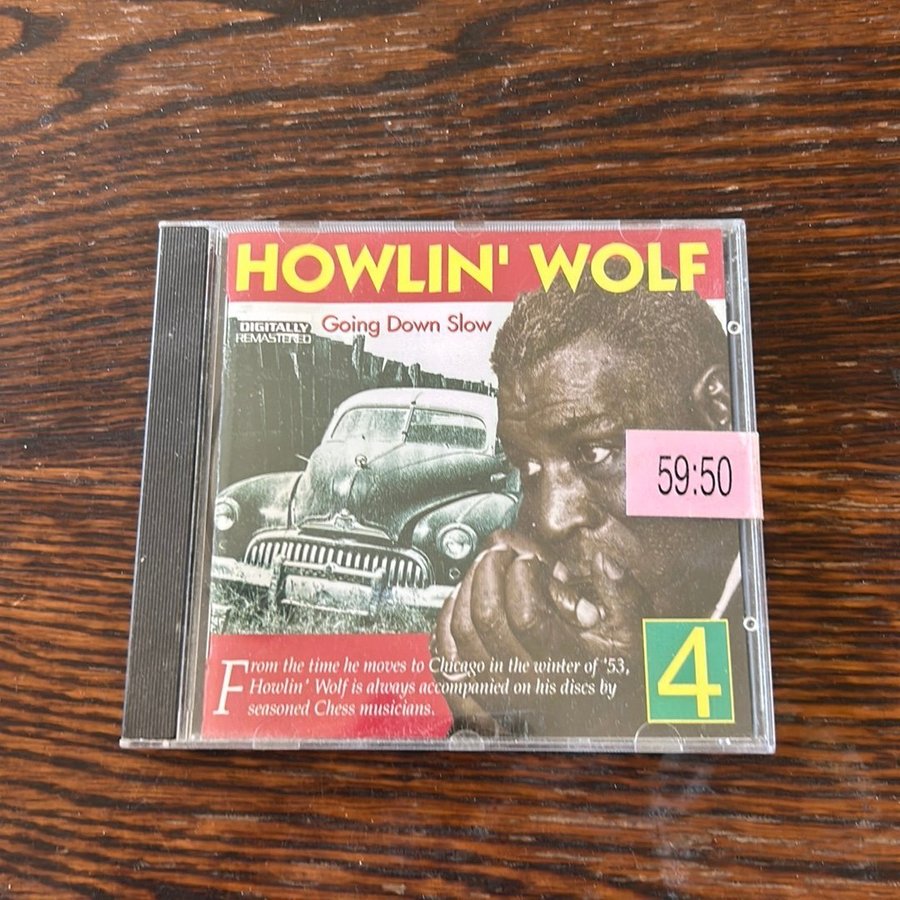 HOWLIN' WOLF
Going Down Slow
DIGITALLY
REMASTERED
59:50
From the time he moves to Chicago in the winter of '53,
Howlin' Wolf is always accompanied on his discs by
seasoned Chess musicians.
4